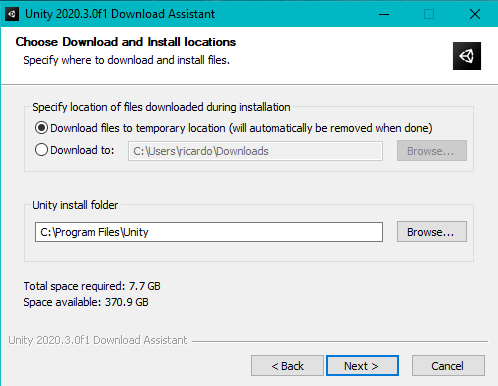 Unity 2020.3.0f1 Download Assistant
Choose Download and Install locations
Specify where to download and install files.
Specify location of files downloaded during installation
Download files to temporary location (will automatically be removed when done)
Download to:
C:\Users\ricardo\Downloads
Browse...
Unity install folder
C:\Program Files\Unity
Browse...
Total space required: 7.7 GB
Space available: 370.9 GB
Unity 2020.3.0f1 Download Assistant
< Back
Next >
Cancel